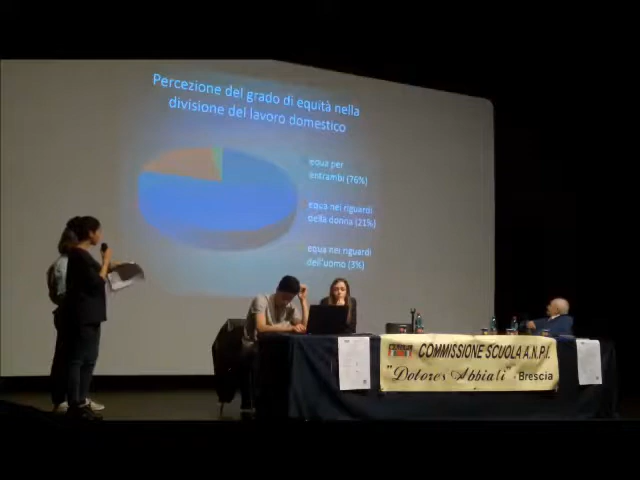 Percezione del grado di equità nella
divisione del lavoro domestico
equa per
entrambi (76%)
equa nei riguardi
della donna (21%)
equa nei riguardi
dell'uomo (3%)
COMMISSIONE SCUOLA A.N.P.I.
"Dolores Abbiati" - Brescia